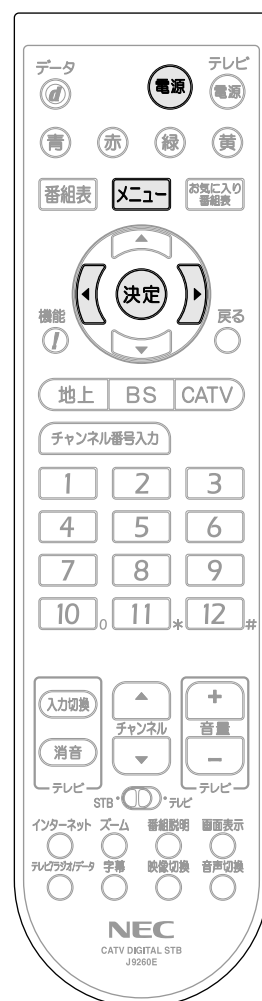 データ
電源
テレビ
d
電源
青 赤 緑 黄
番組表
メニュー
お気に入り
番組表
決定
機能
戻る
地上 BS CATV
チャンネル番号入力
1 2 3
4 5 6
7 8 9
10 0 11 * 12 #
入力切換
チャンネル
+
音量
消音
−
テレビ
テレビ
STB テレビ
インターネット ズーム 番組説明 画面表示
テレビ/ラジオ/データ 字幕 映像切換 音声切換
NEC
CATV DIGITAL STB
J9260E